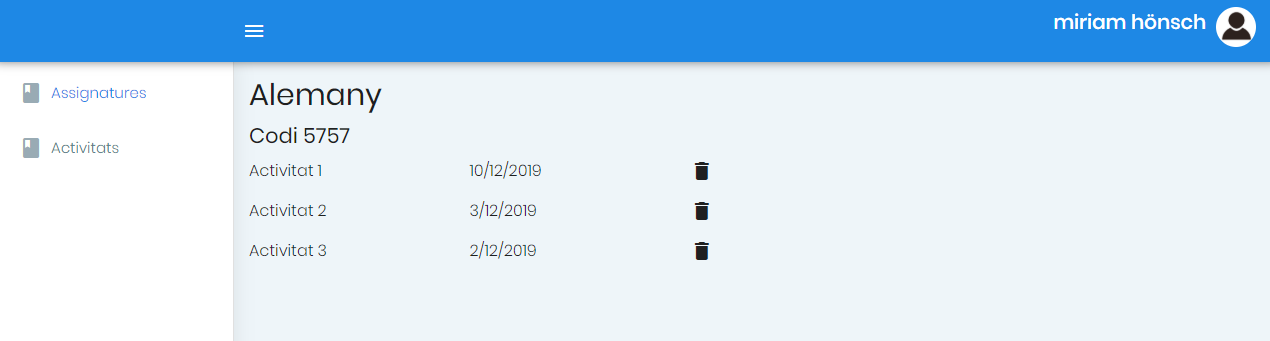 miriam hönsch
Assignatures
Activitats
Alemany
Codi 5757
Activitat 1 10/12/2019
Activitat 2 3/12/2019
Activitat 3 2/12/2019